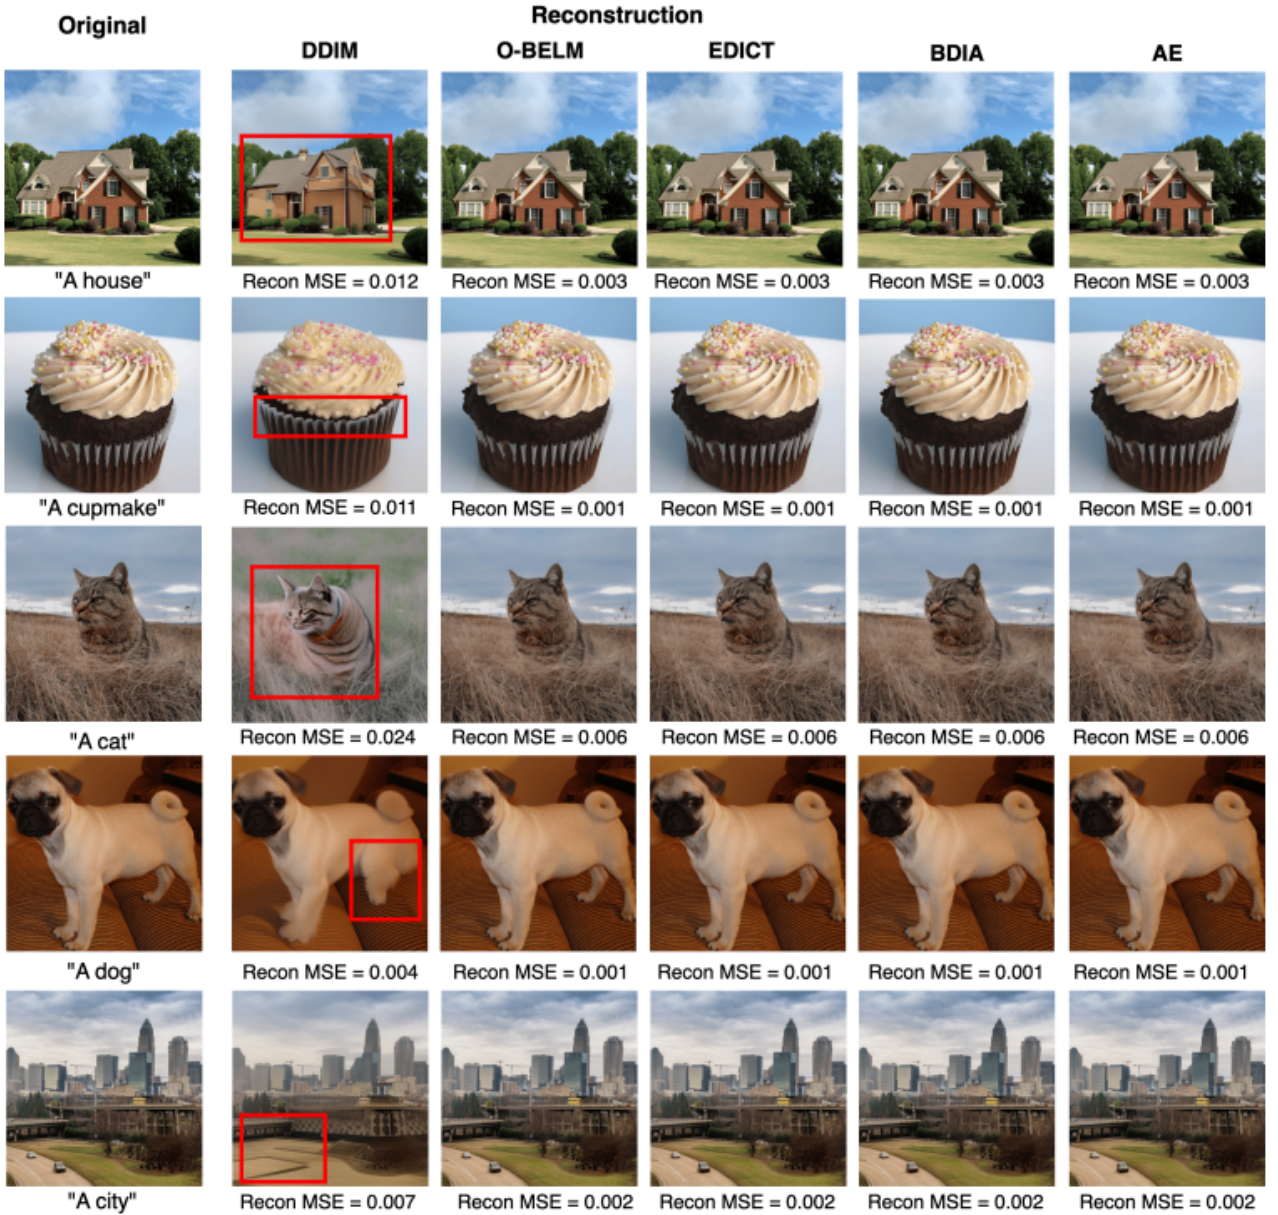 Original
Reconstruction
DDIM
O-BELM
EDICT
BDIA
AE
"A house"
Recon MSE = 0.012
Recon MSE = 0.003
Recon MSE = 0.003
Recon MSE = 0.003
Recon MSE = 0.003
"A cupmake"
Recon MSE = 0.011
Recon MSE = 0.001
Recon MSE = 0.001
Recon MSE = 0.001
Recon MSE = 0.001
"A cat"
Recon MSE = 0.024
Recon MSE = 0.006
Recon MSE = 0.006
Recon MSE = 0.006
Recon MSE = 0.006
"A dog"
Recon MSE = 0.004
Recon MSE = 0.001
Recon MSE = 0.001
Recon MSE = 0.001
Recon MSE = 0.001
"A city"
Recon MSE = 0.007
Recon MSE = 0.002
Recon MSE = 0.002
Recon MSE = 0.002
Recon MSE = 0.002